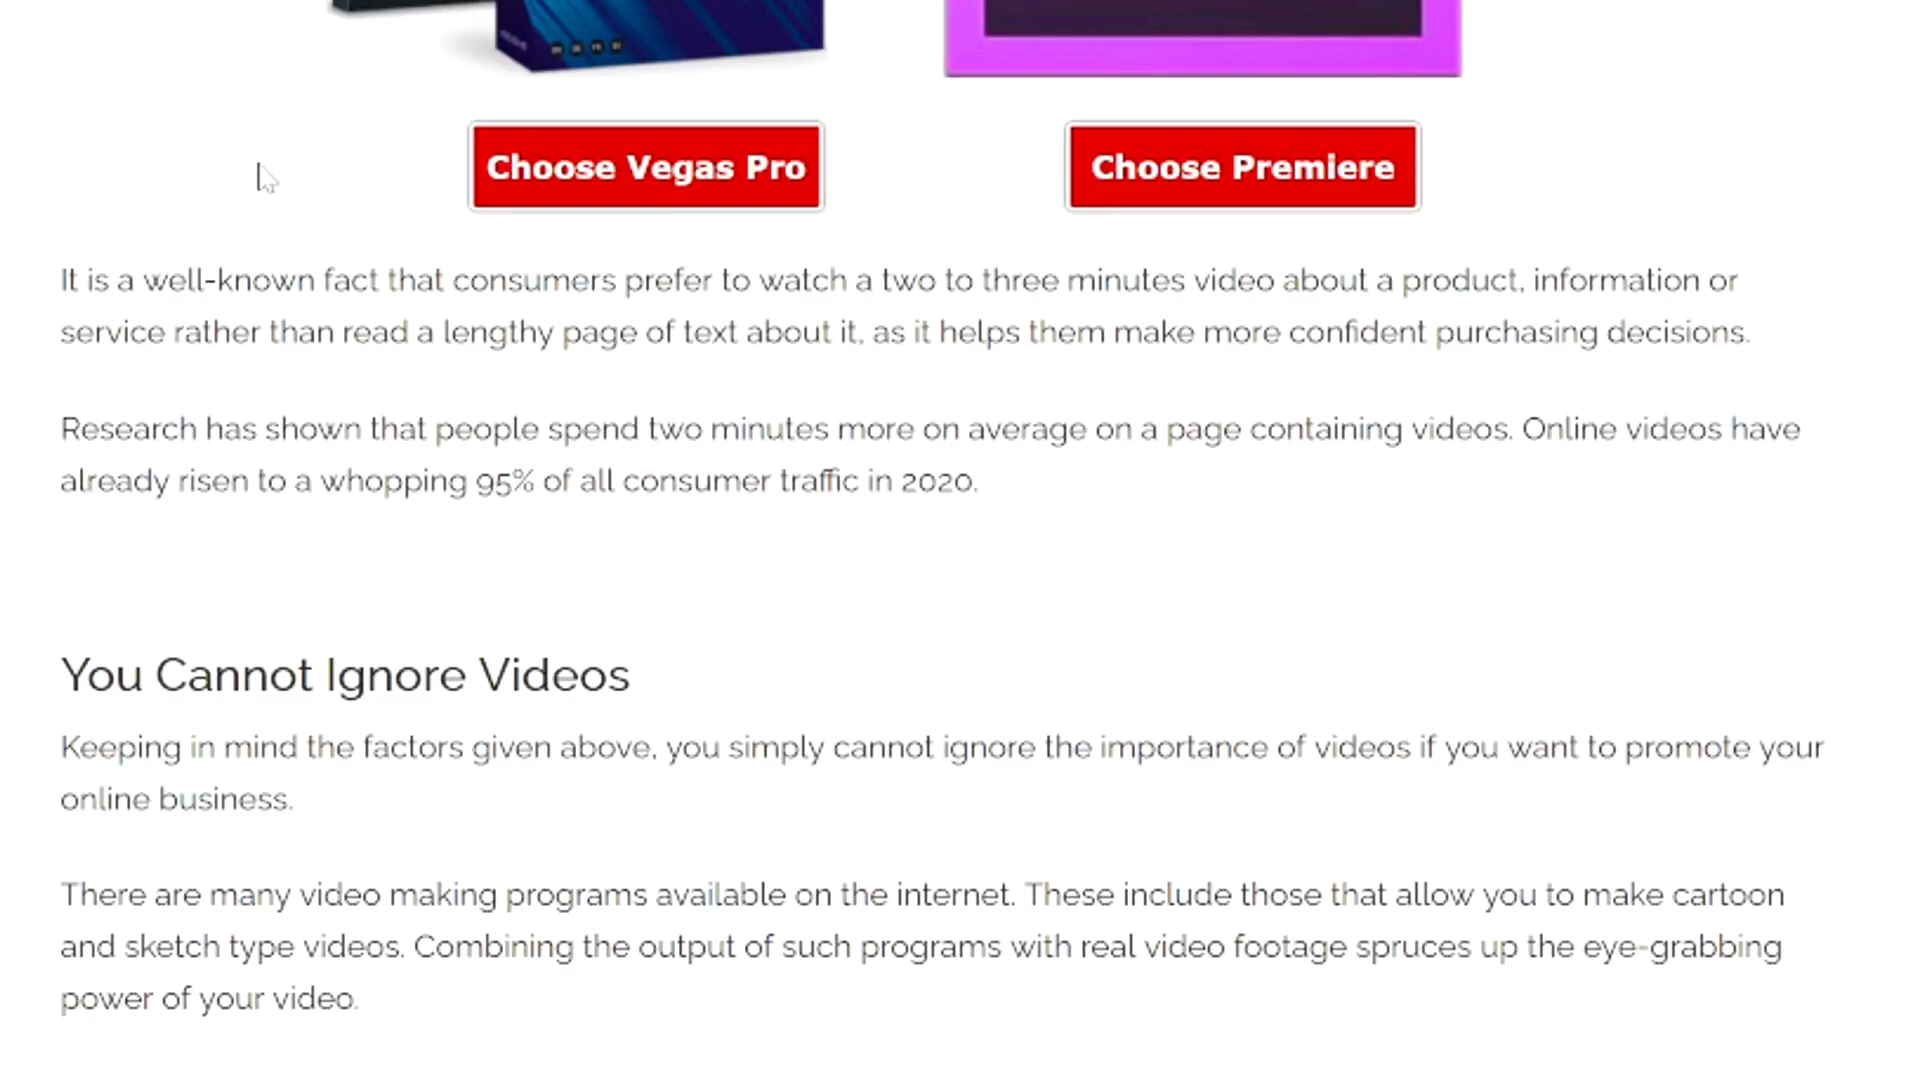 Choose Vegas Pro
Choose Premiere
It is a well-known fact that consumers prefer to watch a two to three minutes video about a product, information or
service rather than read a lengthy page of text about it, as it helps them make more confident purchasing decisions.
Research has shown that people spend two minutes more on average on a page containing videos. Online videos have
already risen to a whopping 95% of all consumer traffic in 2020.
You Cannot Ignore Videos
Keeping in mind the factors given above, you simply cannot ignore the importance of videos if you want to promote your
online business.
There are many video making programs available on the internet. These include those that allow you to make cartoon
and sketch type videos. Combining the output of such programs with real video footage spruces up the eye-grabbing
power of your video.